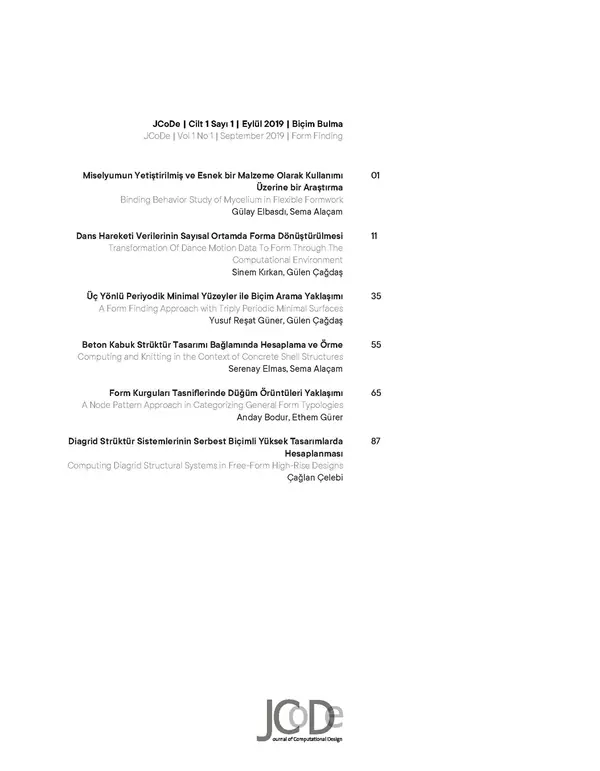 JCoDe | Cilt 1 Sayı 1 | Eylül 2019 | Biçim Bulma
JCoDe | Vol 1 No 1 | September 2019 | Form Finding
Miselyumun Yetiştirilmiş ve Esnek bir Malzeme Olarak Kullanımı 01
Üzerine bir Araştırma
Binding Behavior Study of Mycelium in Flexible Formwork
Gülay Elbasdı, Sema Alaçam
Dans Hareketi Verilerinin Sayısal Ortamda Forma Dönüştürülmesi 11
Transformation Of Dance Motion Data To Form Through The
Computational Environment
Sinem Kırkan, Gülen Çağdaş
Üç Yönlü Periyodik Minimal Yüzeyler ile Biçim Arama Yaklaşımı 35
A Form Finding Approach with Triply Periodic Minimal Surfaces
Yusuf Reşat Güner, Gülen Çağdaş
Beton Kabuk Strüktür Tasarımı Bağlamında Hesaplama ve Örme 55
Computing and Knitting in the Context of Concrete Shell Structures
Serenay Elmas, Sema Alaçam
Form Kurguları Tasniflerinde Düğüm Örüntüleri Yaklaşımı 65
A Node Pattern Approach in Categorizing General Form Typologies
Anday Bodur, Ethem Gürer
Diagrid Strüktür Sistemlerinin Serbest Biçimli Yüksek Tasarımlarda 87
Hesaplanması
Computing Diagrid Structural Systems in Free-Form High-Rise Designs
Çağlan Çelebi
JCoDe
Journal of Computational Design